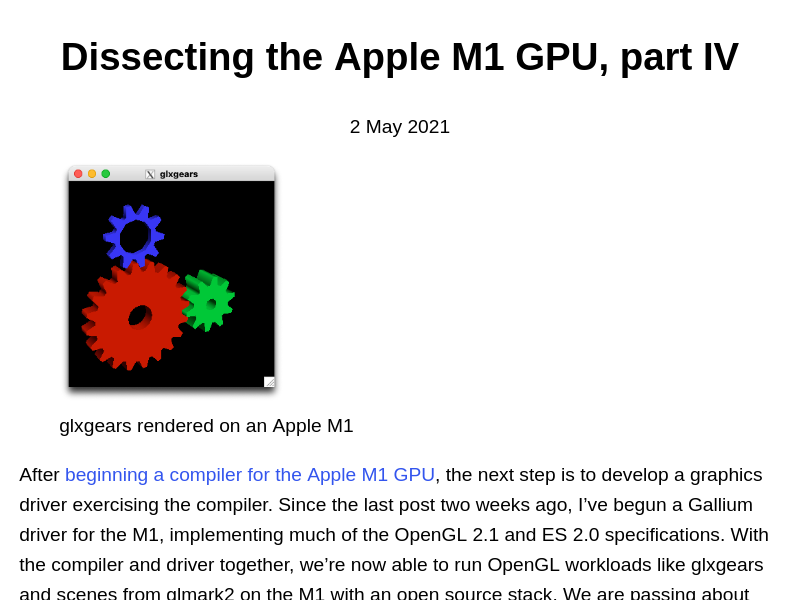 Dissecting the Apple M1 GPU, part IV
2 May 2021
glxgears
glxgears rendered on an Apple M1
After beginning a compiler for the Apple M1 GPU, the next step is to develop a graphics
driver exercising the compiler. Since the last post two weeks ago, I’ve begun a Gallium
driver for the M1, implementing much of the OpenGL 2.1 and ES 2.0 specifications. With
the compiler and driver together, we’re now able to run OpenGL workloads like glxgears
and scenes from glmark2 on the M1 with an open source stack. We are passing about